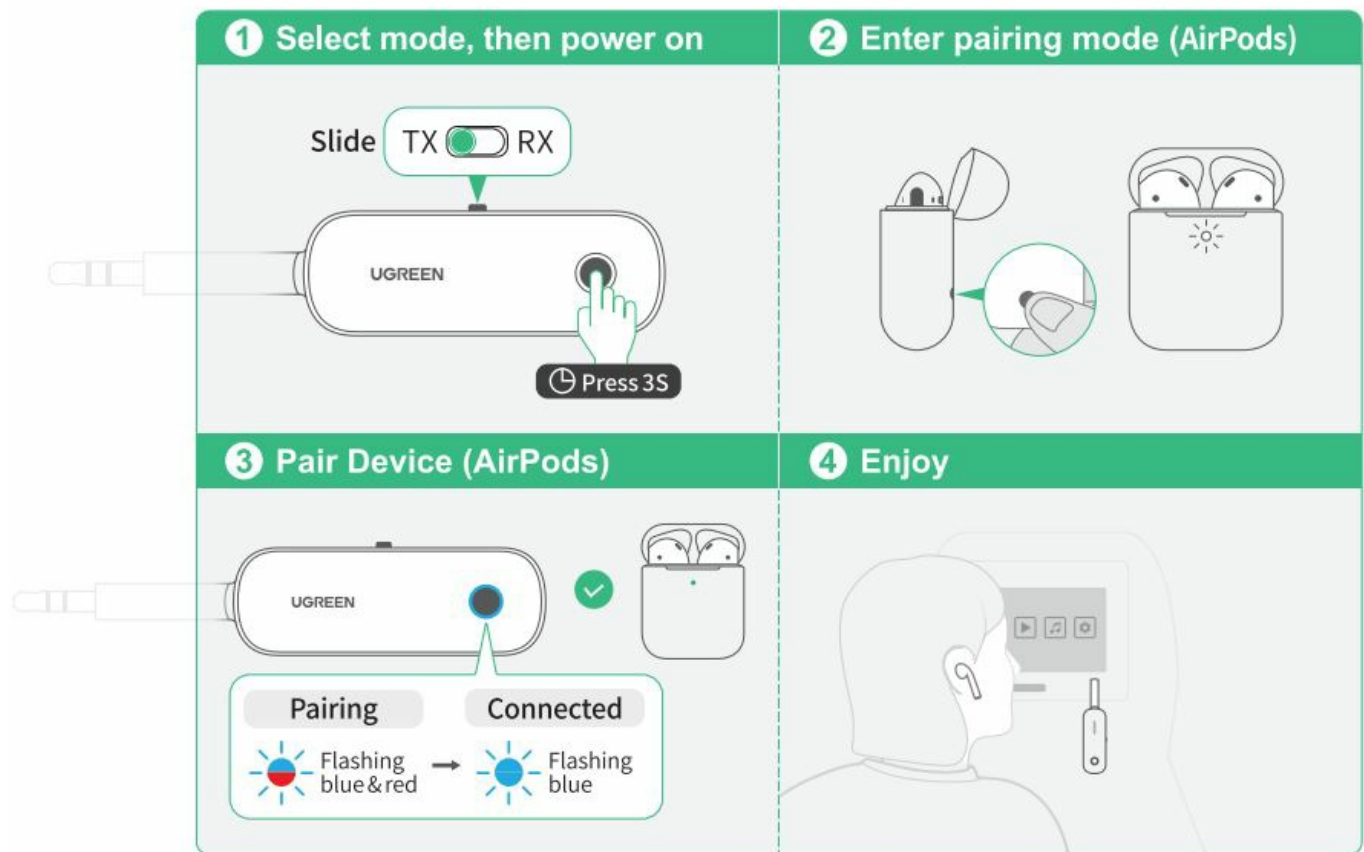 1 Select mode, then power on
Slide TX RX
UGREEN
Press 3S
2 Enter pairing mode (AirPods)
3 Pair Device (AirPods)
UGREEN
Pairing
Connected
Flashing
blue&red
Flashing
blue
4 Enjoy